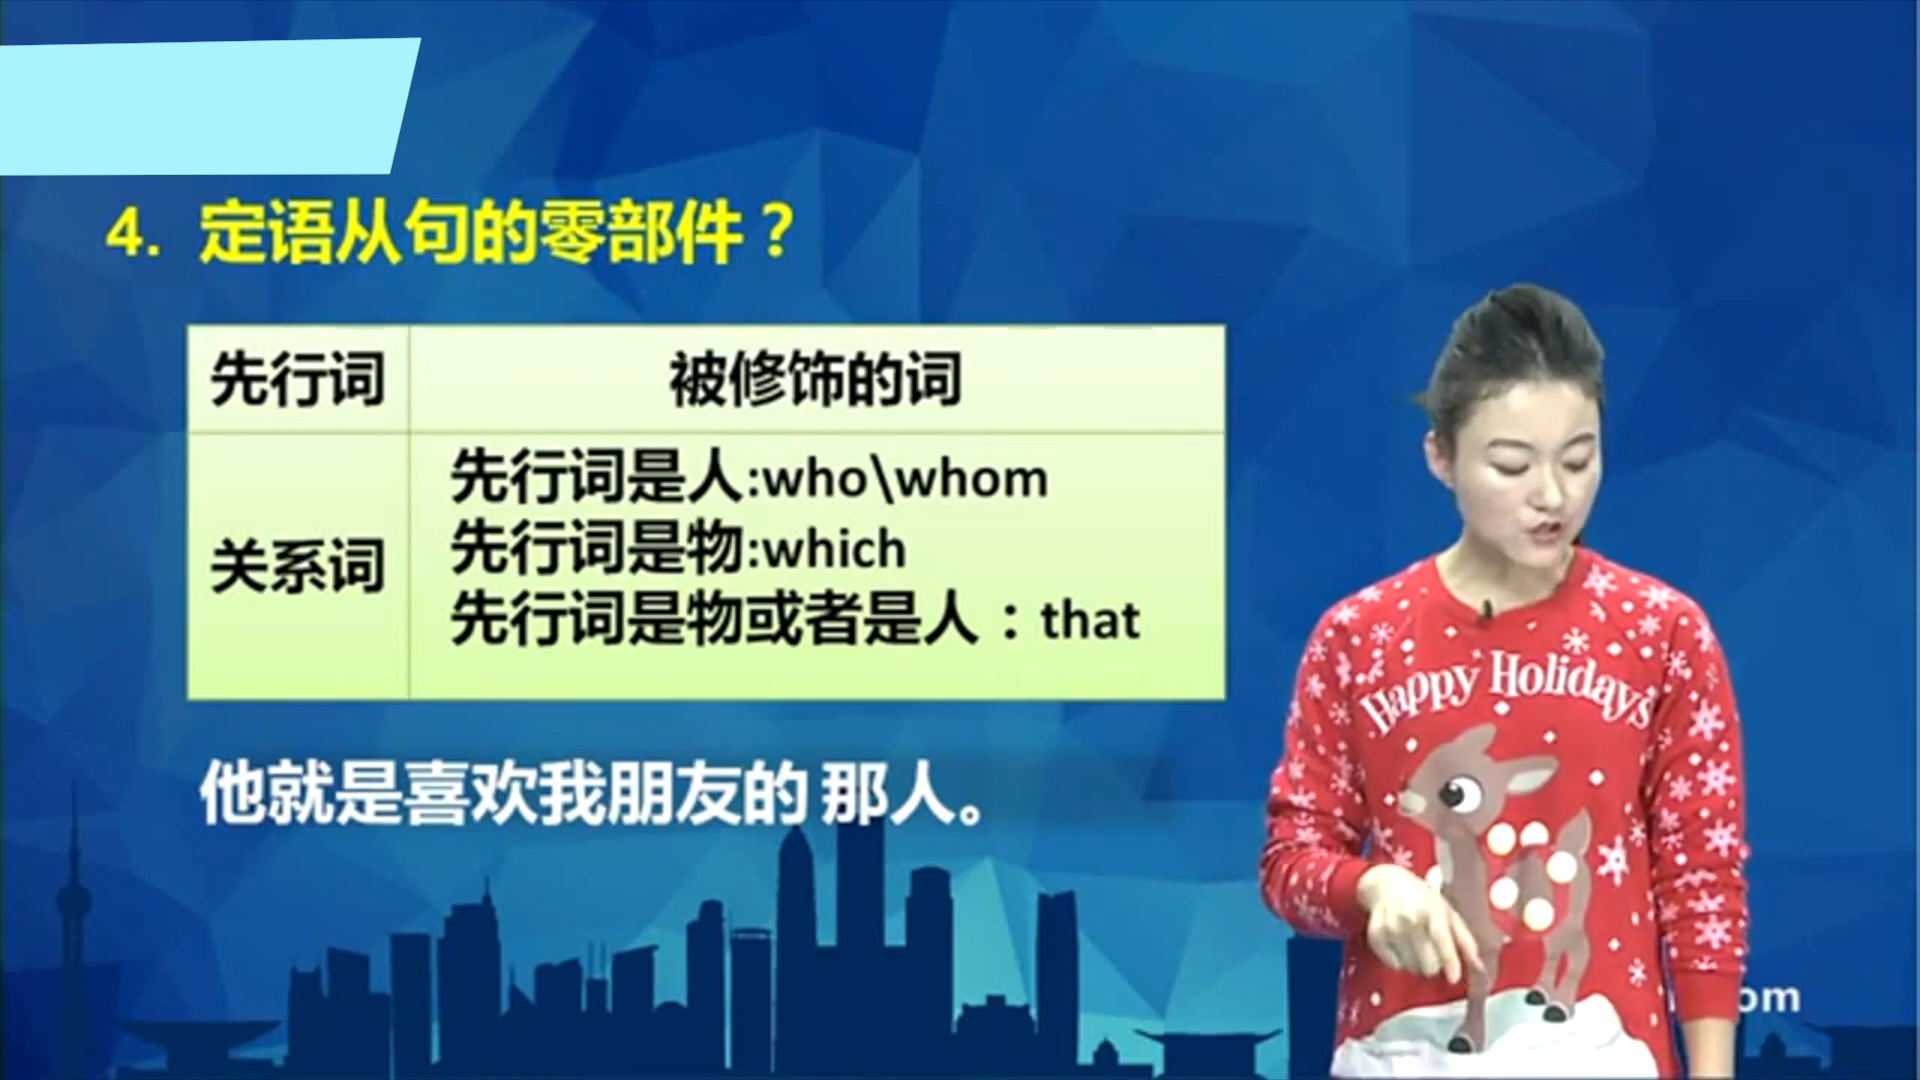 4. 定语从句的零部件？
先行词 被修饰的词
关系词
先行词是人:who\whom
先行词是物:which
先行词是物或者是人：that
他就是喜欢我朋友的 那人。
Happy Holidays
om